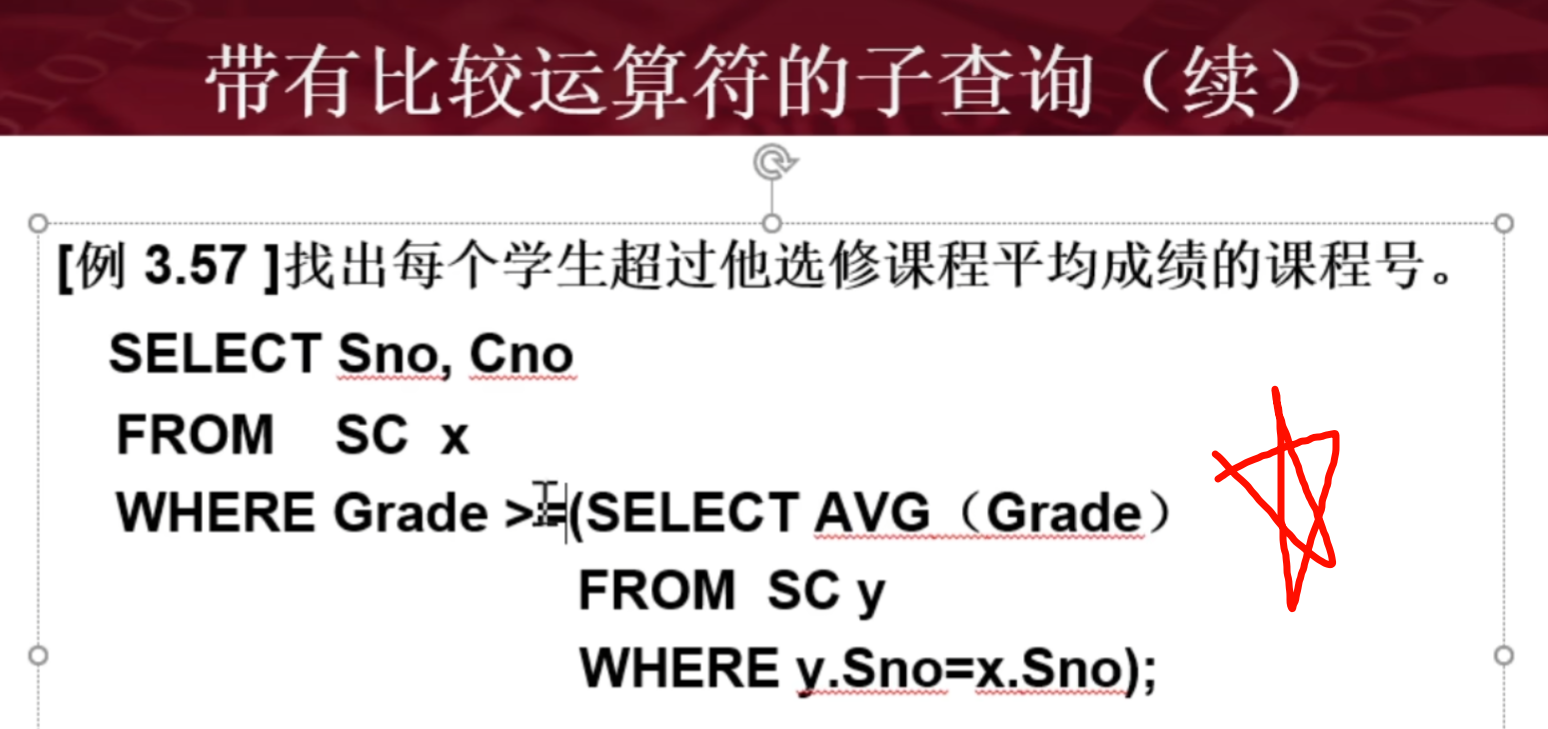 带有比较运算符的子查询（续）
[例 3.57 ]找出每个学生超过他选修课程平均成绩的课程号。
SELECT Sno, Cno
FROM SC x
WHERE Grade >=(SELECT AVG（Grade）
FROM SC y
WHERE y.Sno=x.Sno);